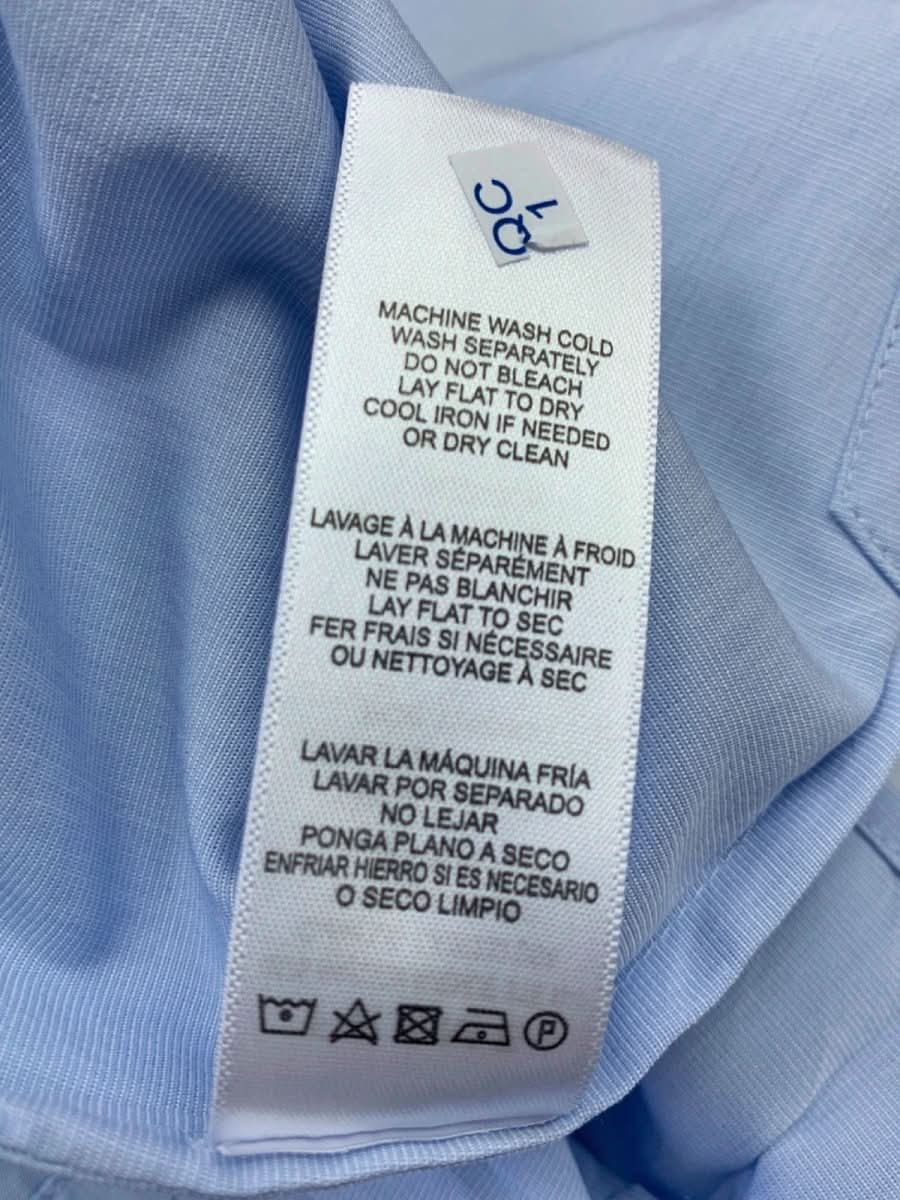 QC
1
MACHINE WASH COLD
WASH SEPARATELY
DO NOT BLEACH
LAY FLAT TO DRY
COOL IRON IF NEEDED
OR DRY CLEAN
LAVAGE À LA MACHINE À FROID
LAVER SÉPARÉMENT
NE PAS BLANCHIR
LAY FLAT TO SEC
FER FRAIS SI NÉCESSAIRE
OU NETTOYAGE À SEC
LAVAR LA MÁQUINA FRÍA
LAVAR POR SEPARADO
NO LEJAR
PONGA PLANO A SECO
ENFRIAR HIERRO SI ES NECESARIO
O SECO LIMPIO
P